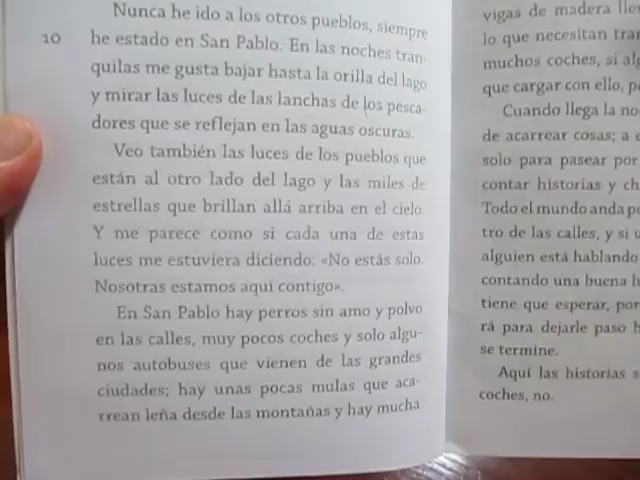 Nunca he ido a los otros pueblos, siempre
10
he estado en San Pablo. En las noches tran-
quilas me gusta bajar hasta la orilla del lago
y mirar las luces de las lanchas de los pesca-
dores que se reflejan en las aguas oscuras.
Veo también las luces de los pueblos que
están al otro lado del lago y las miles de
estrellas que brillan allá arriba en el cielo.
Y me parece como si cada una de estas
luces me estuviera diciendo: «No estás solo.
Nosotras estamos aquí contigo».
En San Pablo hay perros sin amo y polvo
en las calles, muy pocos coches y solo algu-
nos autobuses que vienen de las grandes
ciudades; hay unas pocas mulas que aca-
rrean leña desde las montañas y hay mucha
vigas de madera
lo que necesitan
muchos coches, si
que cargar con ello,
Cuando llega la
de acarrear cosas; a
solo para pasear por
contar historias y
Todo el mundo anda
tro de las calles, y si
alguien está hablando
contando una buena
tiene que esperar,
rá para dejarle paso
se termine.
Aquí las historias
coches, no.